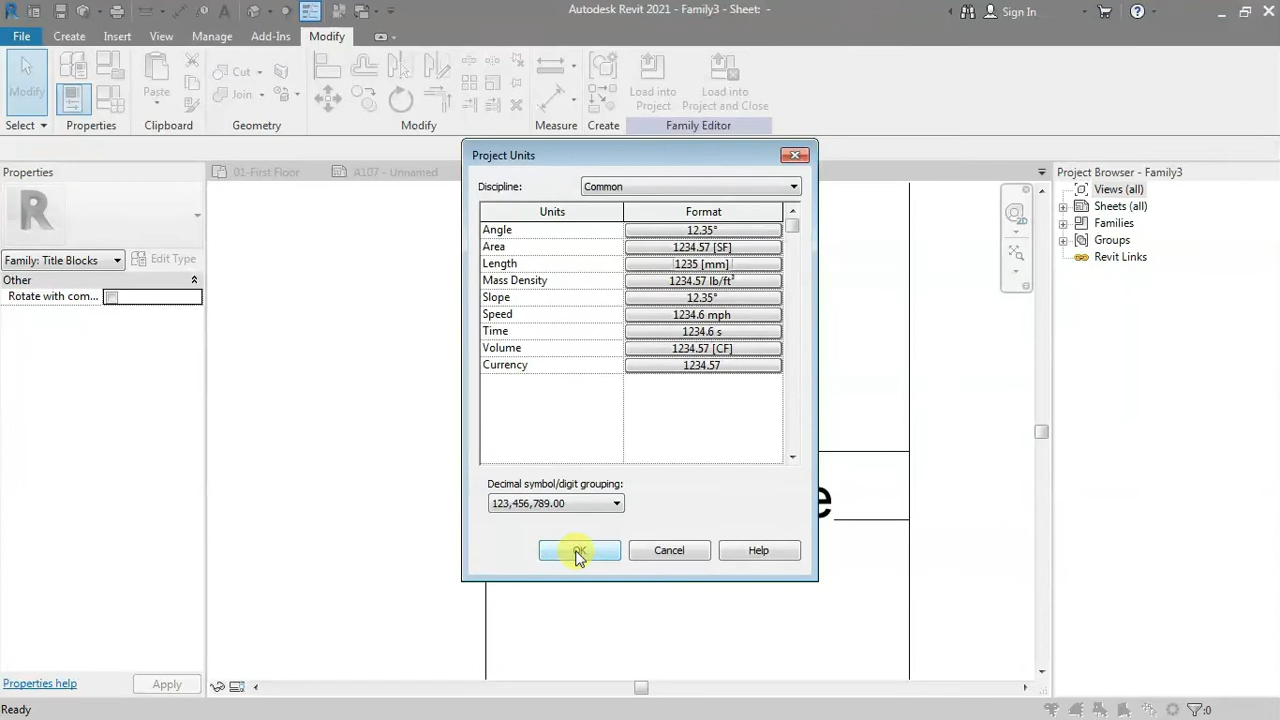 Autodesk Revit 2021 - Family3 - Sheet: -
Sign In
File
Create
Insert
View
Manage
Add-Ins
Modify
Modify
Paste
Cut
Join
Load into
Project
Load into
Project and Close
Select
Properties
Clipboard
Geometry
Modify
Measure
Create
Family Editor
Properties
R
Family: Title Blocks
Edit Type
Other
Rotate with com...
Properties help
Apply
Ready
01-First Floor
A107 - Unnamed
Project Units
Discipline:
Common
Units
Format
Angle
12.35°
Area
1234.57 [SF]
Length
1235 [mm]
Mass Density
1234.57 lb/ft³
Slope
12.35°
Speed
1234.6 mph
Time
1234.6 s
Volume
1234.57 [CF]
Currency
1234.57
Decimal symbol/digit grouping:
123,456,789.00
OK
Cancel
Help
e
Project Browser - Family3
Views (all)
Sheets (all)
Families
Groups
Revit Links
:0